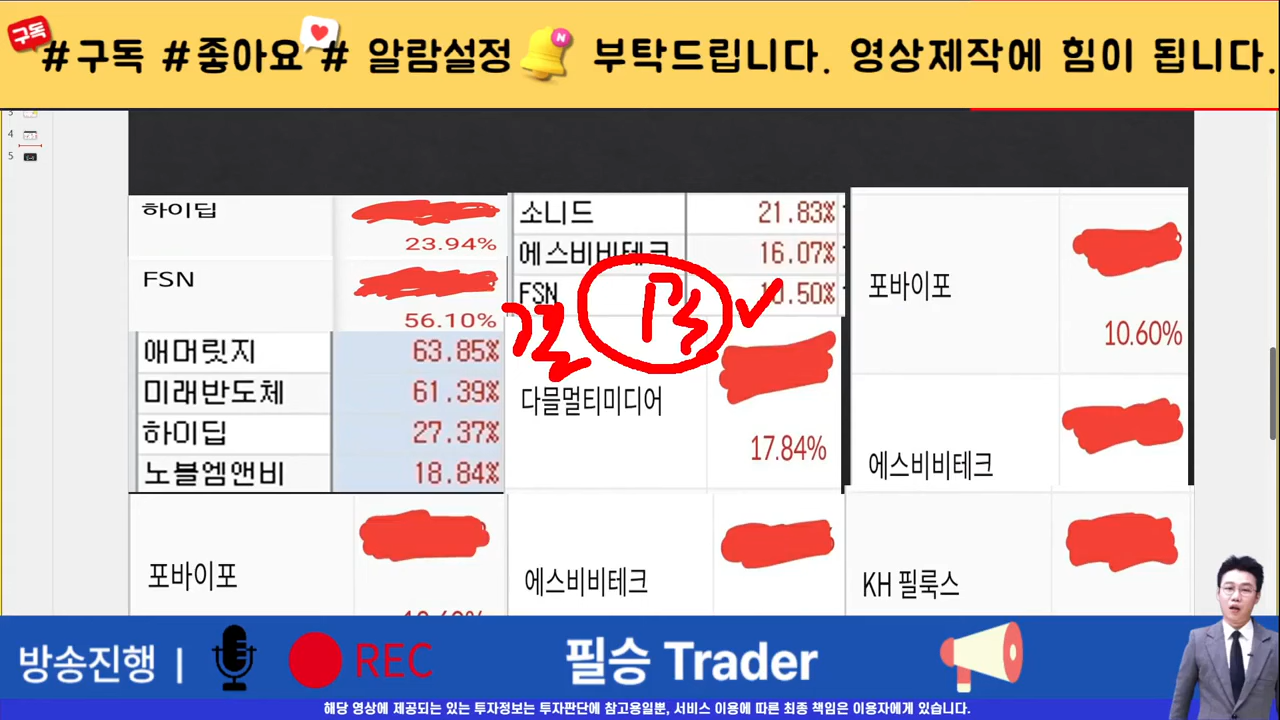 구독
#구독 #좋아요 # 알람설정 부탁드립니다. 영상제작에 힘이 됩니다.
N
4
5
하이딥
23.94%
FSN
56.10%
애머릿지 63.85%
미래반도체 61.39%
하이딥 27.37%
노블엠앤비 18.84%
소니드 21.83%
에스비비테크 16.07%
FSN 10.50%
다믈멀티미디어
17.84%
포바이포
10.60%
에스비비테크
포바이포
에스비비테크
KH 필룩스
방송진행 | REC 필승 Trader
해당 영상에 제공되는 있는 투자정보는 투자판단에 참고용일뿐, 서비스 이용에 따른 최종 책임은 이용자에게 있습니다.